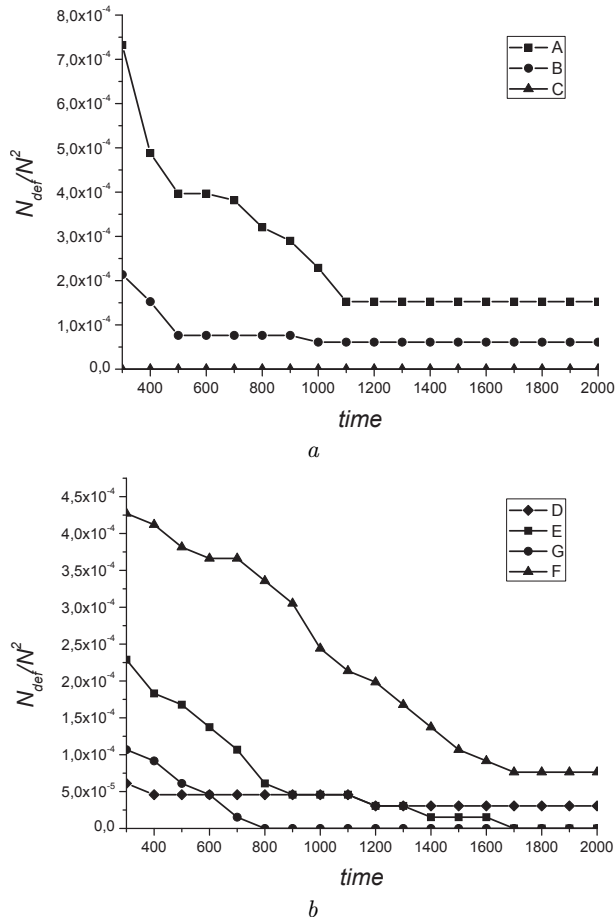 8,0x10⁻⁴
7,0x10⁻⁴
6,0x10⁻⁴
5,0x10⁻⁴
4,0x10⁻⁴
3,0x10⁻⁴
2,0x10⁻⁴
1,0x10⁻⁴
0,0
N_def/N²
A
B
C
400 600 800 1000 1200 1400 1600 1800 2000
time
a
4,5x10⁻⁴
4,0x10⁻⁴
3,5x10⁻⁴
3,0x10⁻⁴
2,5x10⁻⁴
2,0x10⁻⁴
1,5x10⁻⁴
1,0x10⁻⁴
5,0x10⁻⁵
0,0
N_def/N²
D
E
G
F
400 600 800 1000 1200 1400 1600 1800 2000
time
b